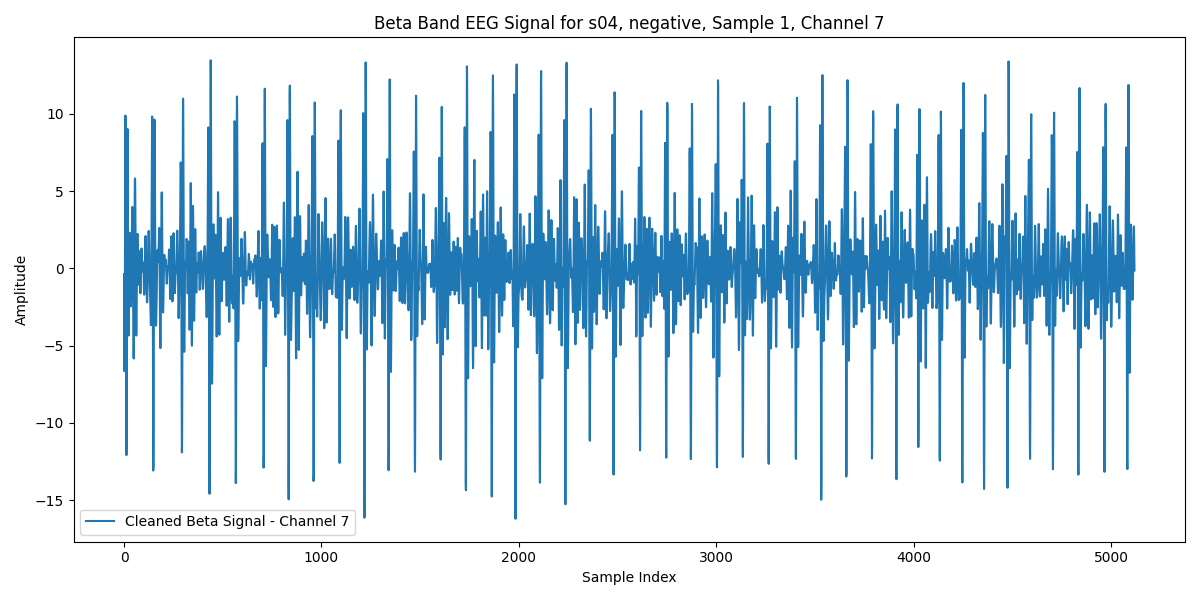 Beta Band EEG Signal for s04, negative, Sample 1, Channel 7
Amplitude
10
5
0
−5
−10
−15
Cleaned Beta Signal - Channel 7
0 1000 2000 3000 4000 5000
Sample Index